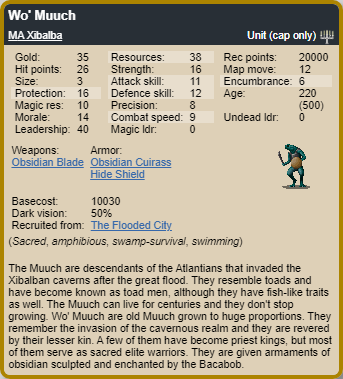 Wo' Muuch
MA Xibalba Unit (cap only)
Gold: 35 Resources: 38 Rec points: 20000
Hit points: 26 Strength: 16 Map move: 12
Size: 3 Attack skill: 11 Encumbrance: 6
Protection: 16 Defence skill: 12 Age: 220
Magic res: 10 Precision: 8 (500)
Morale: 14 Combat speed: 9 Undead ldr: 0
Leadership: 40 Magic ldr: 0
Weapons: Armor:
Obsidian Blade Obsidian Cuirass
Hide Shield
Basecost: 10030
Dark vision: 50%
Recruited from: The Flooded City
(Sacred, amphibious, swamp-survival, swimming)
The Muuch are descendants of the Atlantians that invaded the
Xibalban caverns after the great flood. They resemble toads and
have become known as toad men, although they have fish-like traits
as well. The Muuch can live for centuries and they don't stop
growing. Wo' Muuch are old Muuch grown to huge proportions. They
remember the invasion of the cavernous realm and they are revered
by their lesser kin. A few of them have become priest kings, but most
of them serve as sacred elite warriors. They are given armaments of
obsidian sculpted and enchanted by the Bacabob.